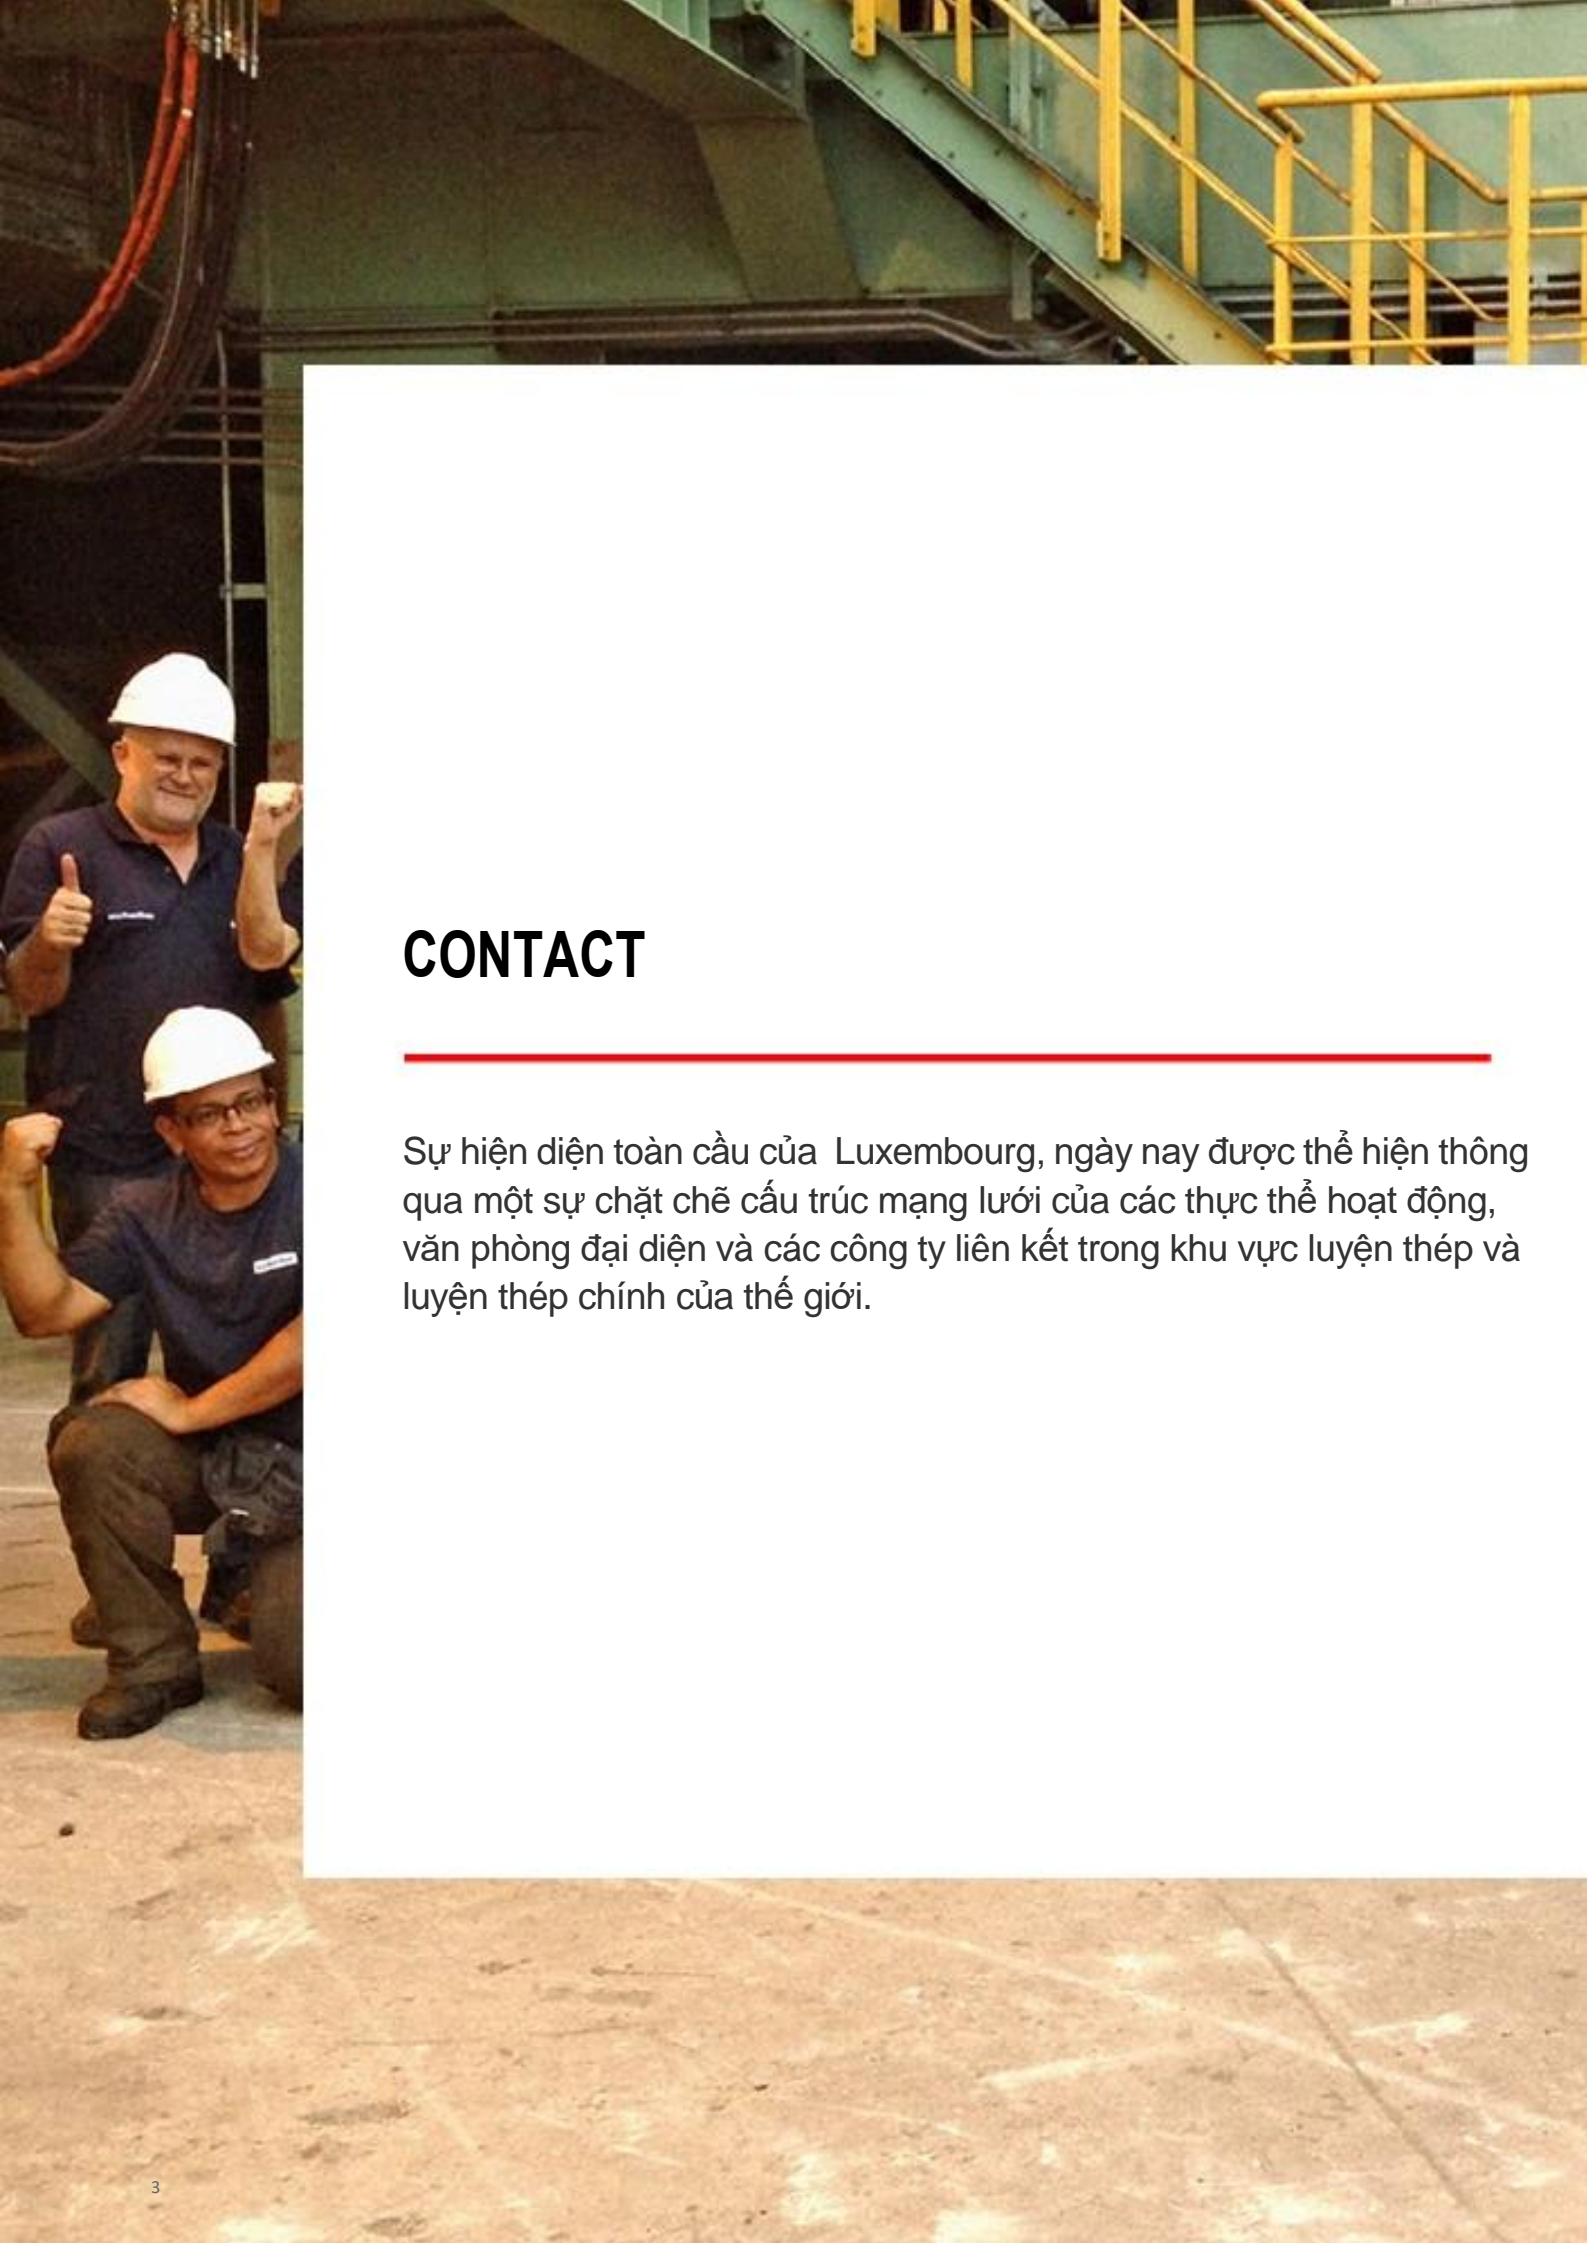 CONTACT
Sự hiện diện toàn cầu của Luxembourg, ngày nay được thể hiện thông
qua một sự chặt chẽ cấu trúc mạng lưới của các thực thể hoạt động,
văn phòng đại diện và các công ty liên kết trong khu vực luyện thép và
luyện thép chính của thế giới.
3